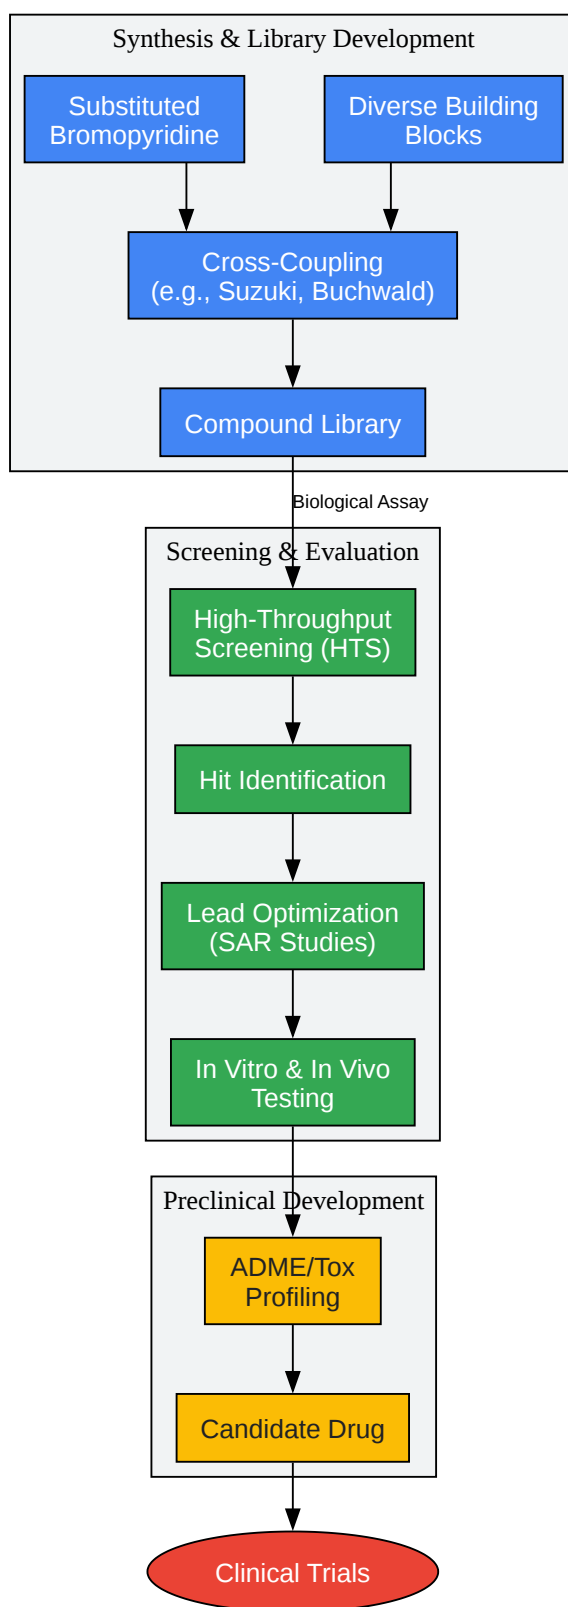 Synthesis & Library Development
Substituted
Bromopyridine
Diverse Building
Blocks
Cross-Coupling
(e.g., Suzuki, Buchwald)
Compound Library
Biological Assay
Screening & Evaluation
High-Throughput
Screening (HTS)
Hit Identification
Lead Optimization
(SAR Studies)
In Vitro & In Vivo
Testing
Preclinical Development
ADME/Tox
Profiling
Candidate Drug
Clinical Trials